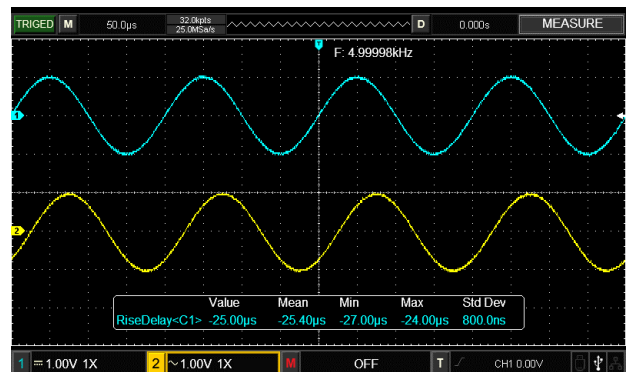 TRIGED M 50.0μs 32.0kpts 25.0MSa/s D 0.000s MEASURE
T
F: 4.99998kHz
1
2
Value Mean Min Max Std Dev
RiseDelay<C1> -25.00μs -25.40μs -27.00μs -24.00μs 800.0ns
1 1.00V 1X 2 1.00V 1X M OFF T CH1 0.00V